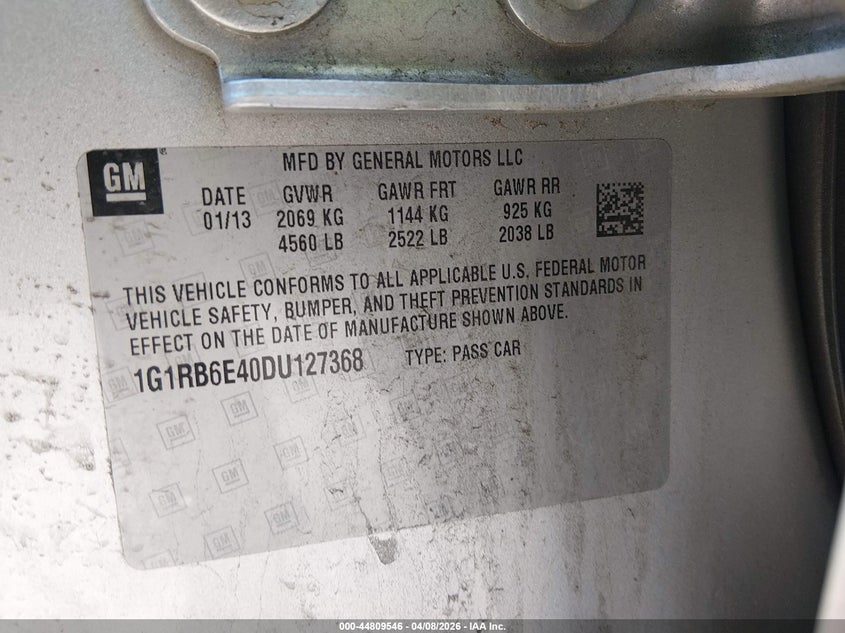 GM
MFD BY GENERAL MOTORS LLC
DATE GVWR GAWR FRT GAWR RR
01/13 2069 KG 1144 KG 925 KG
4560 LB 2522 LB 2038 LB
THIS VEHICLE CONFORMS TO ALL APPLICABLE U.S. FEDERAL MOTOR
VEHICLE SAFETY, BUMPER, AND THEFT PREVENTION STANDARDS IN
EFFECT ON THE DATE OF MANUFACTURE SHOWN ABOVE.
1G1RB6E40DU127368 TYPE: PASS CAR
000-44809546 - 04/08/2026 - IAA Inc.